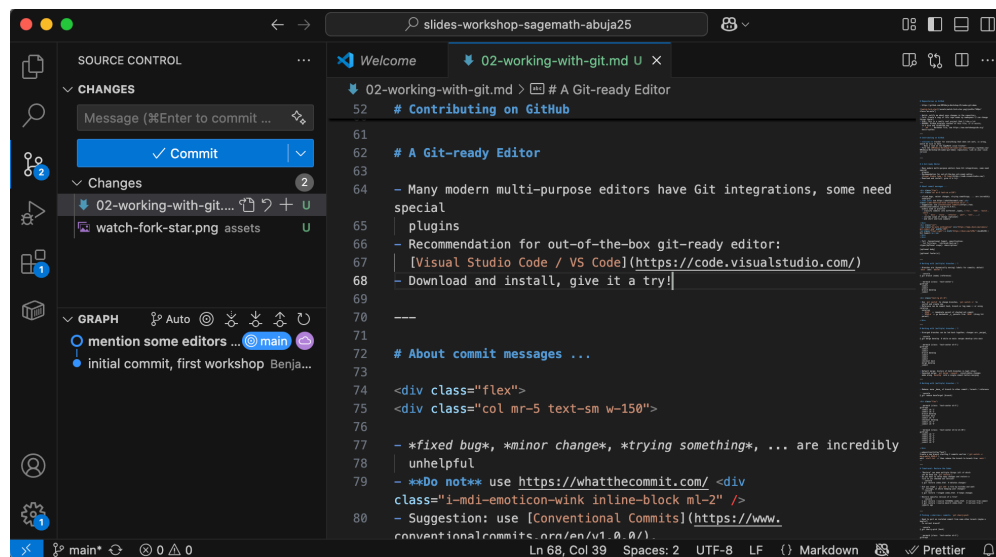 slides-workshop-sagemath-abuja25
SOURCE CONTROL
CHANGES
Message (⌘Enter to commit ...
Commit
Changes 2
02-working-with-git.... U
watch-fork-star.png assets U
2
1
GRAPH Auto
mention some editors ... main
initial commit, first workshop Benja...
1
Welcome
02-working-with-git.md U
02-working-with-git.md > # A Git-ready Editor
52 # Contributing on GitHub
61
62 # A Git-ready Editor
63
64 - Many modern multi-purpose editors have Git integrations, some need
special
65 plugins
66 - Recommendation for out-of-the-box git-ready editor:
67 [Visual Studio Code / VS Code](https://code.visualstudio.com/)
68 - Download and install, give it a try!
69
70 ---
71
72 # About commit messages ...
73
74 <div class="flex">
75 <div class="col mr-5 text-sm w-150">
76
77 - *fixed bug*, *minor change*, *trying something*, ... are incredibly
78 unhelpful
79 - **Do not** use https://whatthecommit.com/ <div
class="i-mdi-emoticon-wink inline-block ml-2" />
80 - Suggestion: use [Conventional Commits](https://www.
conventionalcommits.org/en/v1.0.0/).
main* 0 0
Ln 68, Col 39 Spaces: 2 UTF-8 LF {} Markdown Prettier